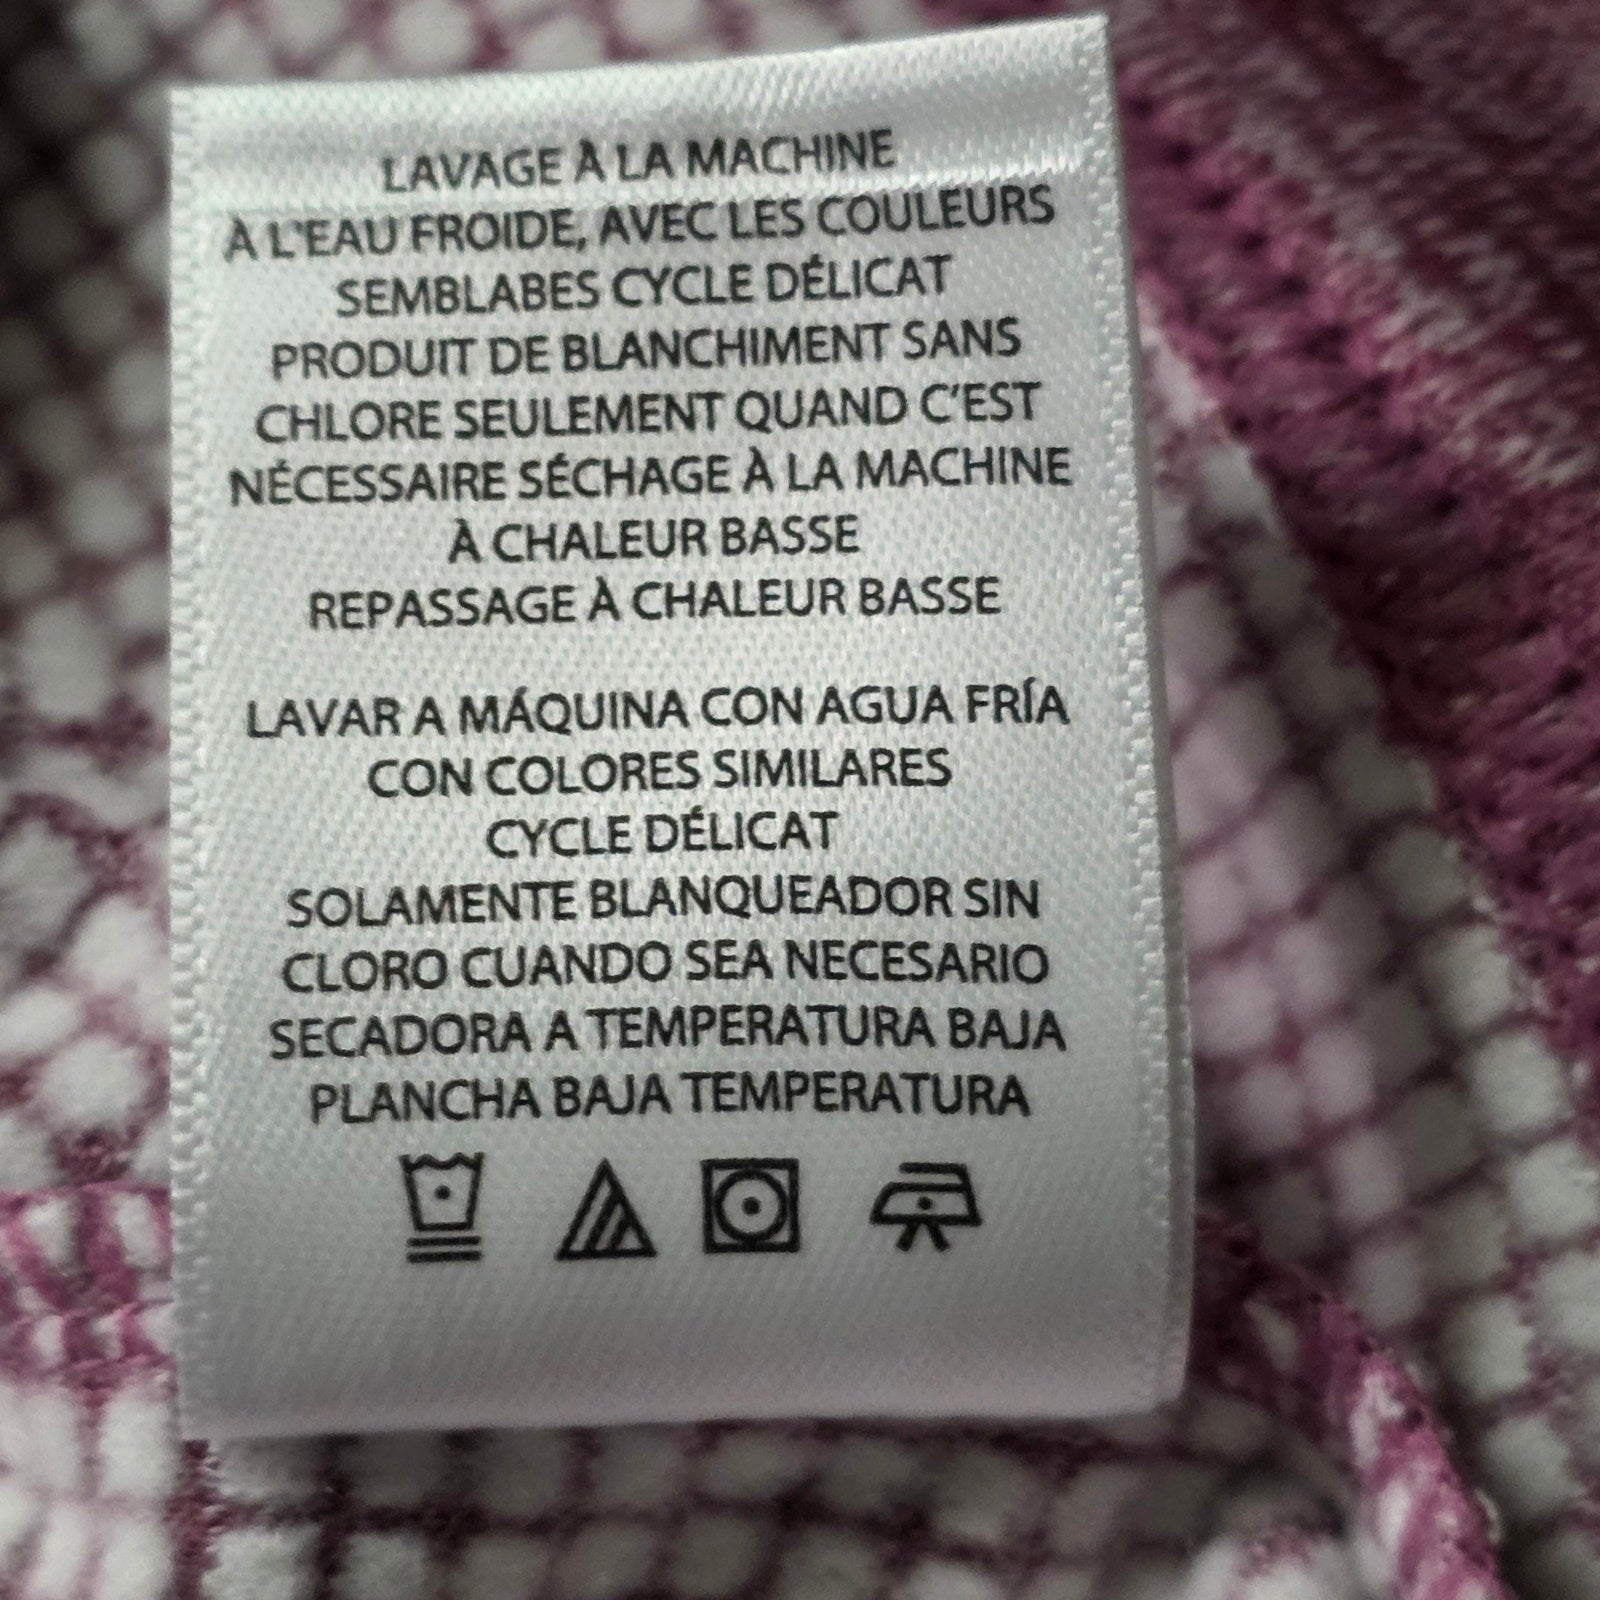 LAVAGE À LA MACHINE
À L'EAU FROIDE, AVEC LES COULEURS
SEMBLABES CYCLE DÉLICAT
PRODUIT DE BLANCHIMENT SANS
CHLORE SEULEMENT QUAND C'EST
NÉCESSAIRE SÉCHAGE À LA MACHINE
À CHALEUR BASSE
REPASSAGE À CHALEUR BASSE
LAVAR A MÁQUINA CON AGUA FRÍA
CON COLORES SIMILARES
CYCLE DÉLICAT
SOLAMENTE BLANQUEADOR SIN
CLORO CUANDO SEA NECESARIO
SECADORA A TEMPERATURA BAJA
PLANCHA BAJA TEMPERATURA